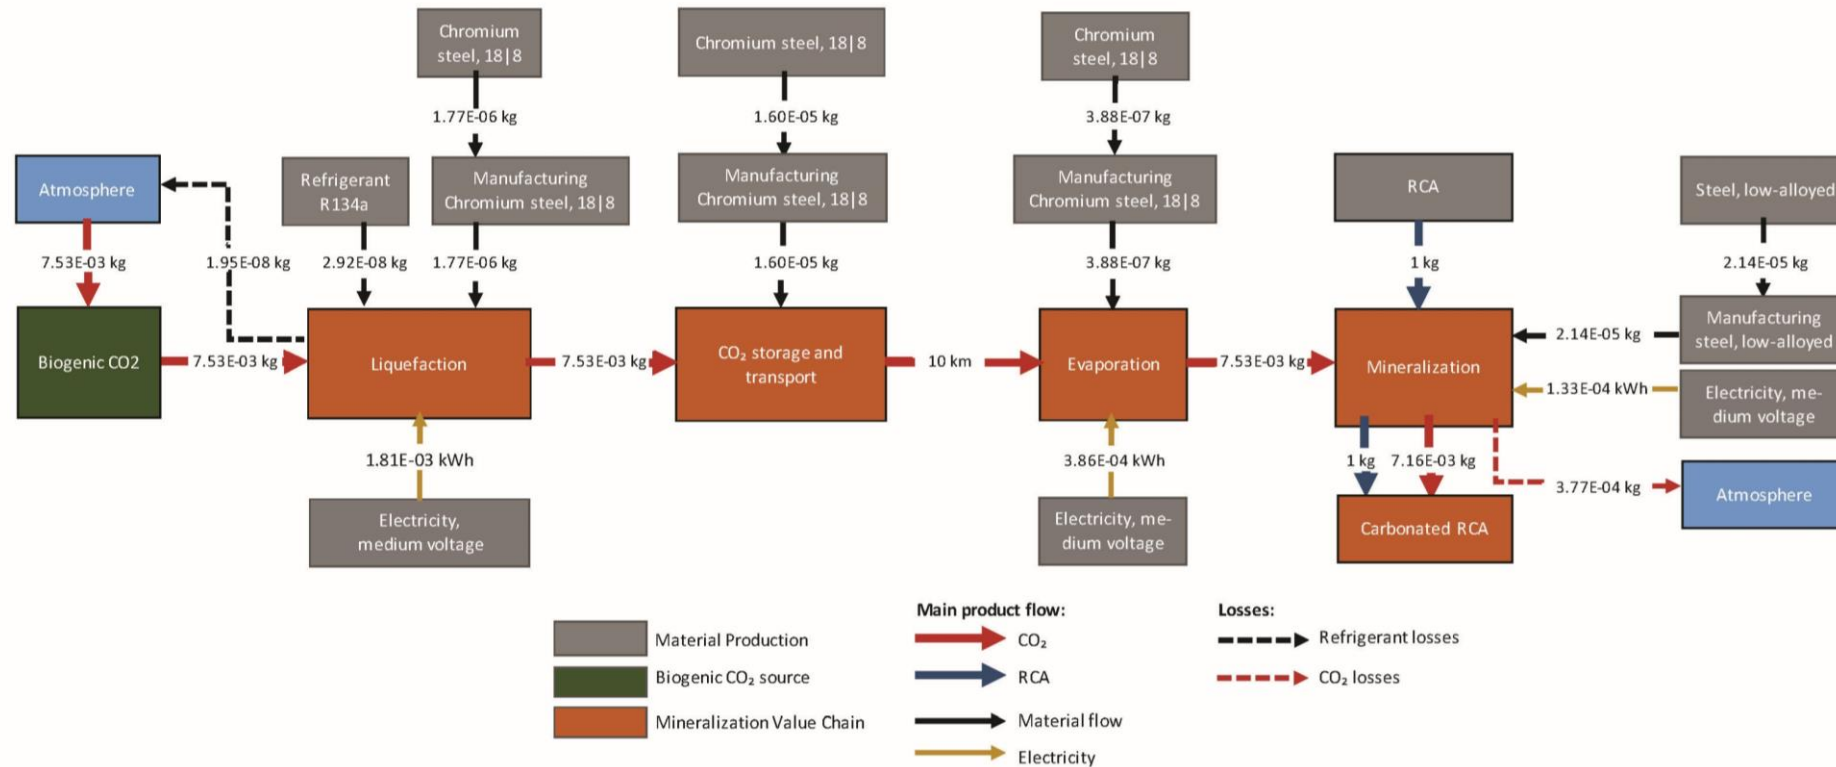 Chromium
steel, 18|8
Chromium steel, 18|8
Chromium
steel, 18|8
1.77E-06 kg
1.60E-05 kg
3.88E-07 kg
Atmosphere
Refrigerant
R134a
Manufacturing
Chromium steel, 18|8
Manufacturing
Chromium steel, 18|8
Manufacturing
Chromium steel, 18|8
RCA
Steel, low-alloyed
7.53E-03 kg
1.95E-08 kg
2.92E-08 kg
1.77E-06 kg
1.60E-05 kg
3.88E-07 kg
1 kg
2.14E-05 kg
Biogenic CO2
7.53E-03 kg
Liquefaction
7.53E-03 kg
CO₂ storage and
transport
10 km
Evaporation
7.53E-03 kg
Mineralization
2.14E-05 kg
Manufacturing
steel, low-alloyed
1.33E-04 kWh
Electricity, me-
dium voltage
1.81E-03 kWh
3.86E-04 kWh
1 kg
7.16E-03 kg
3.77E-04 kg
Atmosphere
Electricity,
medium voltage
Electricity, me-
dium voltage
Carbonated RCA
Material Production
Biogenic CO₂ source
Mineralization Value Chain
Main product flow:
CO₂
RCA
Material flow
Electricity
Losses:
Refrigerant losses
CO₂ losses